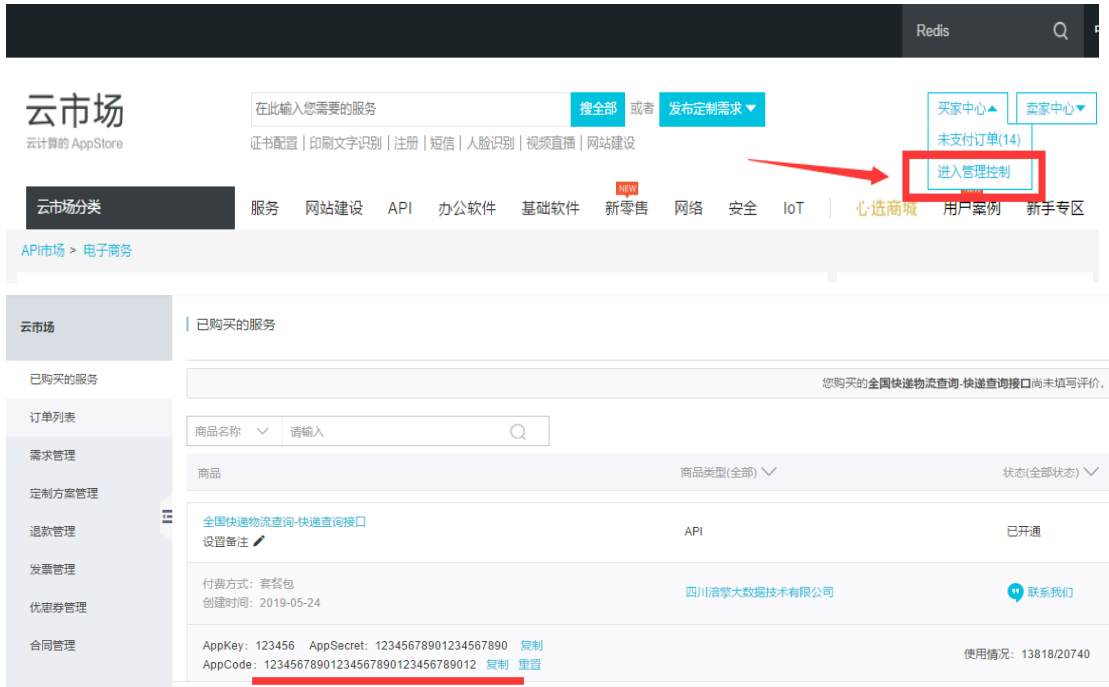 Redis
云市场
云计算的 AppStore
在此输入您需要的服务 搜全部 或者 发布定制需求
买家中心 卖家中心
证书配置 | 印刷文字识别 | 注册 | 短信 | 人脸识别 | 视频直播 | 网站建设
未支付订单(14)
进入管理控制
云市场分类
NEW
服务 网站建设 API 办公软件 基础软件 新零售 网络 安全 IoT 心选商城 用户案例 新手专区
API市场 > 电子商务
云市场
已购买的服务
订单列表
需求管理
定制方案管理
退款管理
发票管理
优惠券管理
合同管理
已购买的服务
您购买的全国快递物流查询-快递查询接口尚未填写评价,
商品名称 请输入
商品 商品类型(全部) 状态(全部状态)
全国快递物流查询-快递查询接口
设置备注
API
已开通
付费方式: 套餐包
创建时间: 2019-05-24
四川涪擎大数据技术有限公司
联系我们
AppKey: 123456 AppSecret: 12345678901234567890 复制
AppCode: 12345678901234567890123456789012 复制 重置
使用情况: 13818/20740